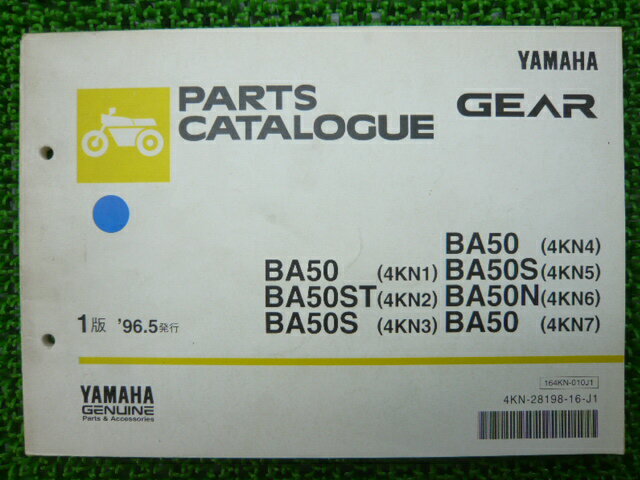 YAMAHA
PARTS CATALOGUE
GEAR
BA50 (4KN1)
BA50ST (4KN2)
BA50S (4KN3)
BA50 (4KN4)
BA50S (4KN5)
BA50N (4KN6)
BA50 (4KN7)
1版 '96.5発行
YAMAHA
GENUINE
Parts & Accessories
164KN-010J1
4KN-28198-16-J1